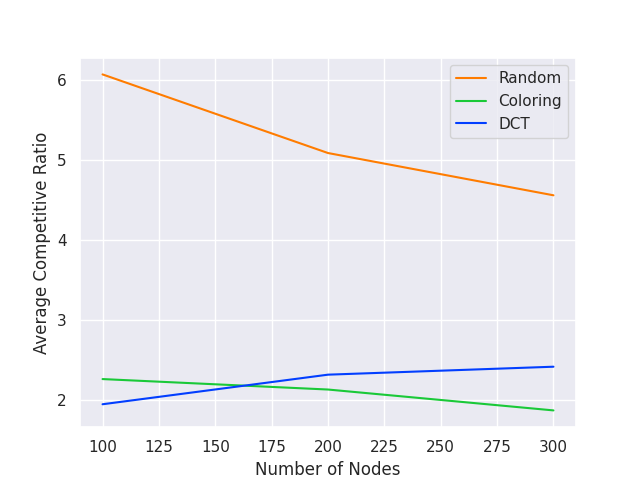 Random
Coloring
DCT
Average Competitive Ratio
6
5
4
3
2
100 125 150 175 200 225 250 275 300
Number of Nodes